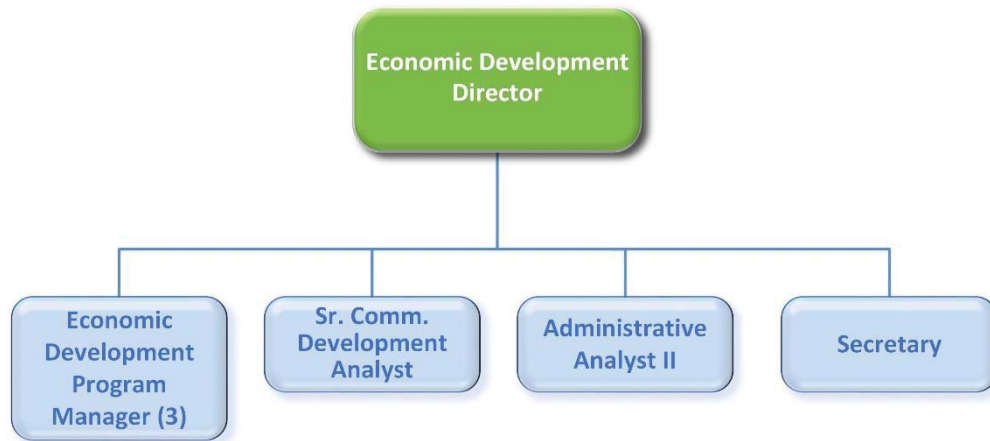 Economic Development
Director
Economic
Development
Program
Manager (3)
Sr. Comm.
Development
Analyst
Administrative
Analyst II
Secretary